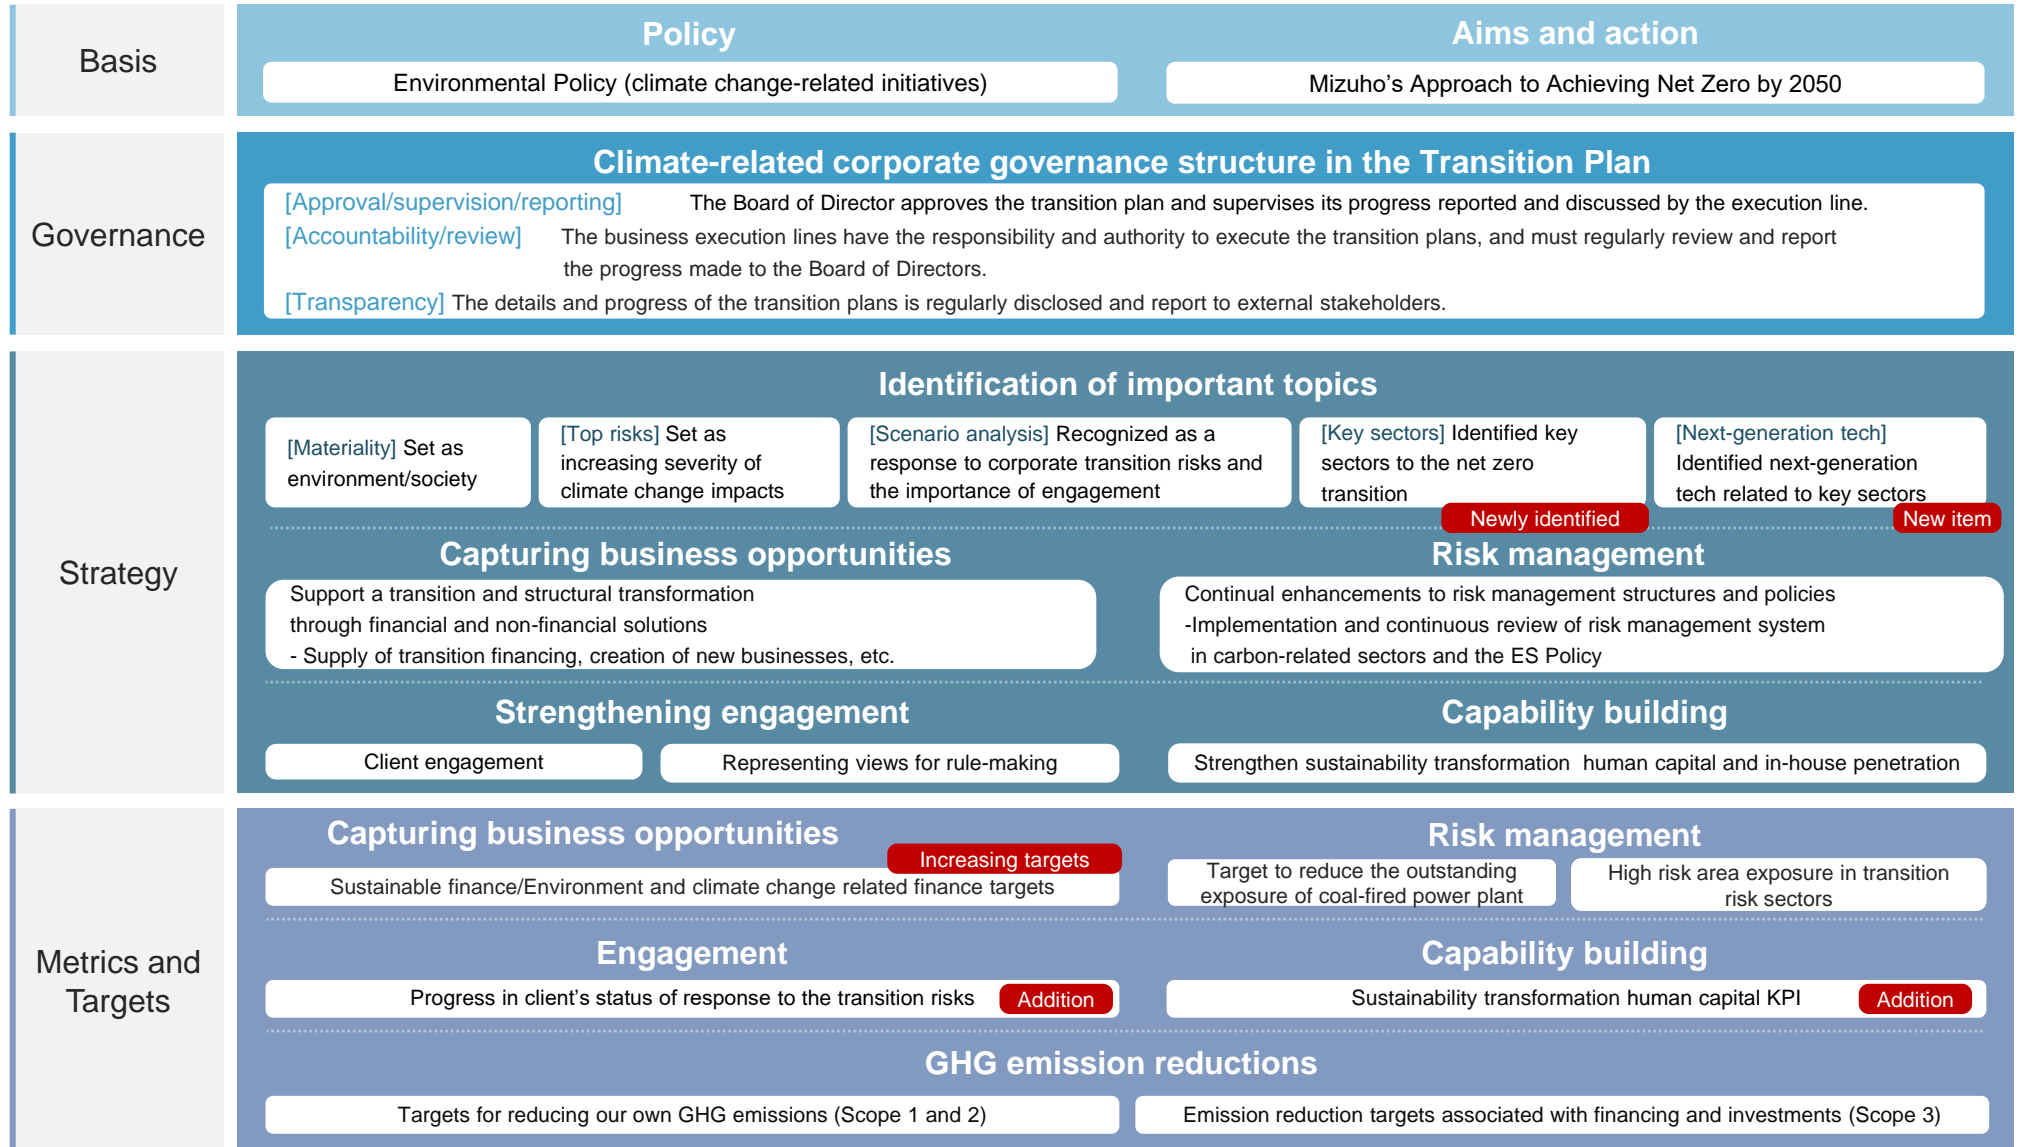 Basis
Policy
Environmental Policy (climate change-related initiatives)
Aims and action
Mizuho's Approach to Achieving Net Zero by 2050
Governance
Climate-related corporate governance structure in the Transition Plan
[Approval/supervision/reporting] The Board of Director approves the transition plan and supervises its progress reported and discussed by the execution line.
[Accountability/review] The business execution lines have the responsibility and authority to execute the transition plans, and must regularly review and report
the progress made to the Board of Directors.
[Transparency] The details and progress of the transition plans is regularly disclosed and report to external stakeholders.
Strategy
Identification of important topics
[Materiality] Set as
environment/society
[Top risks] Set as
increasing severity of
climate change impacts
[Scenario analysis] Recognized as a
response to corporate transition risks and
the importance of engagement
[Key sectors] Identified key
sectors to the net zero
transition
Newly identified
[Next-generation tech]
Identified next-generation
tech related to key sectors
New item
Capturing business opportunities
Support a transition and structural transformation
through financial and non-financial solutions
- Supply of transition financing, creation of new businesses, etc.
Risk management
Continual enhancements to risk management structures and policies
-Implementation and continuous review of risk management system
in carbon-related sectors and the ES Policy
Strengthening engagement
Client engagement
Representing views for rule-making
Capability building
Strengthen sustainability transformation human capital and in-house penetration
Metrics and
Targets
Capturing business opportunities
Increasing targets
Sustainable finance/Environment and climate change related finance targets
Risk management
Target to reduce the outstanding
exposure of coal-fired power plant
High risk area exposure in transition
risk sectors
Engagement
Progress in client's status of response to the transition risks
Addition
Capability building
Sustainability transformation human capital KPI
Addition
GHG emission reductions
Targets for reducing our own GHG emissions (Scope 1 and 2)
Emission reduction targets associated with financing and investments (Scope 3)